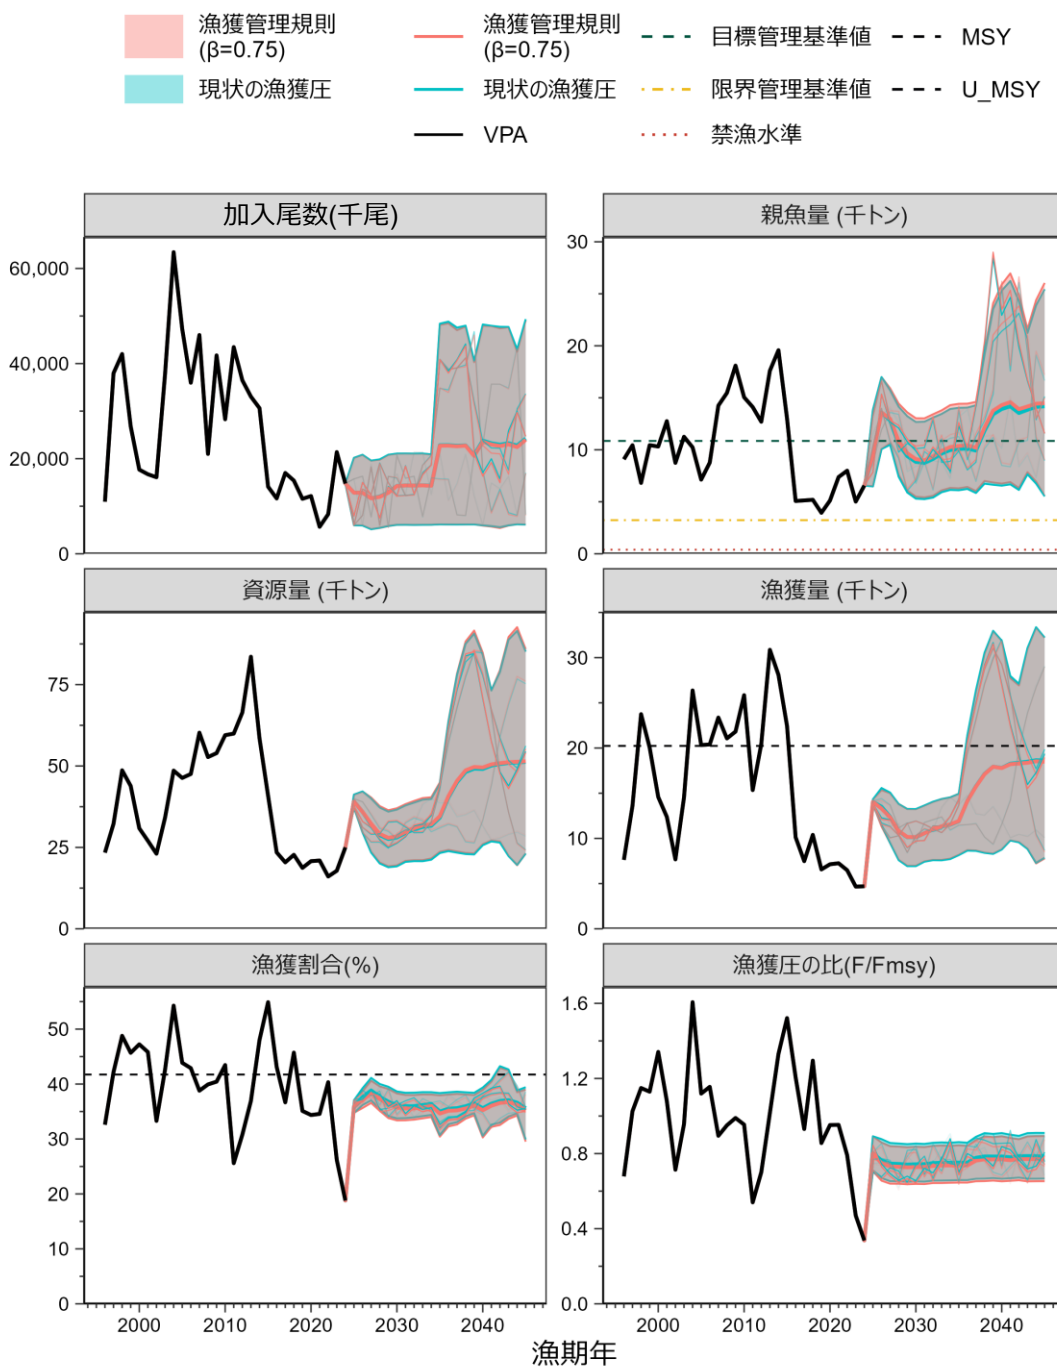 漁獲管理規則
(β=0.75)
漁獲管理規則
(β=0.75)
目標管理基準値
MSY
現状の漁獲圧
現状の漁獲圧
限界管理基準値
U_MSY
VPA
禁漁水準
加入尾数(千尾)
60,000
40,000
20,000
0
親魚量 (千トン)
30
20
10
0
資源量 (千トン)
75
50
25
0
漁獲量 (千トン)
30
20
10
0
漁獲割合(%)
50
40
30
20
10
0
2000
2010
2020
2030
2040
漁獲圧の比(F/Fmsy)
1.6
1.2
0.8
0.4
0.0
2000
2010
2020
2030
2040
漁期年